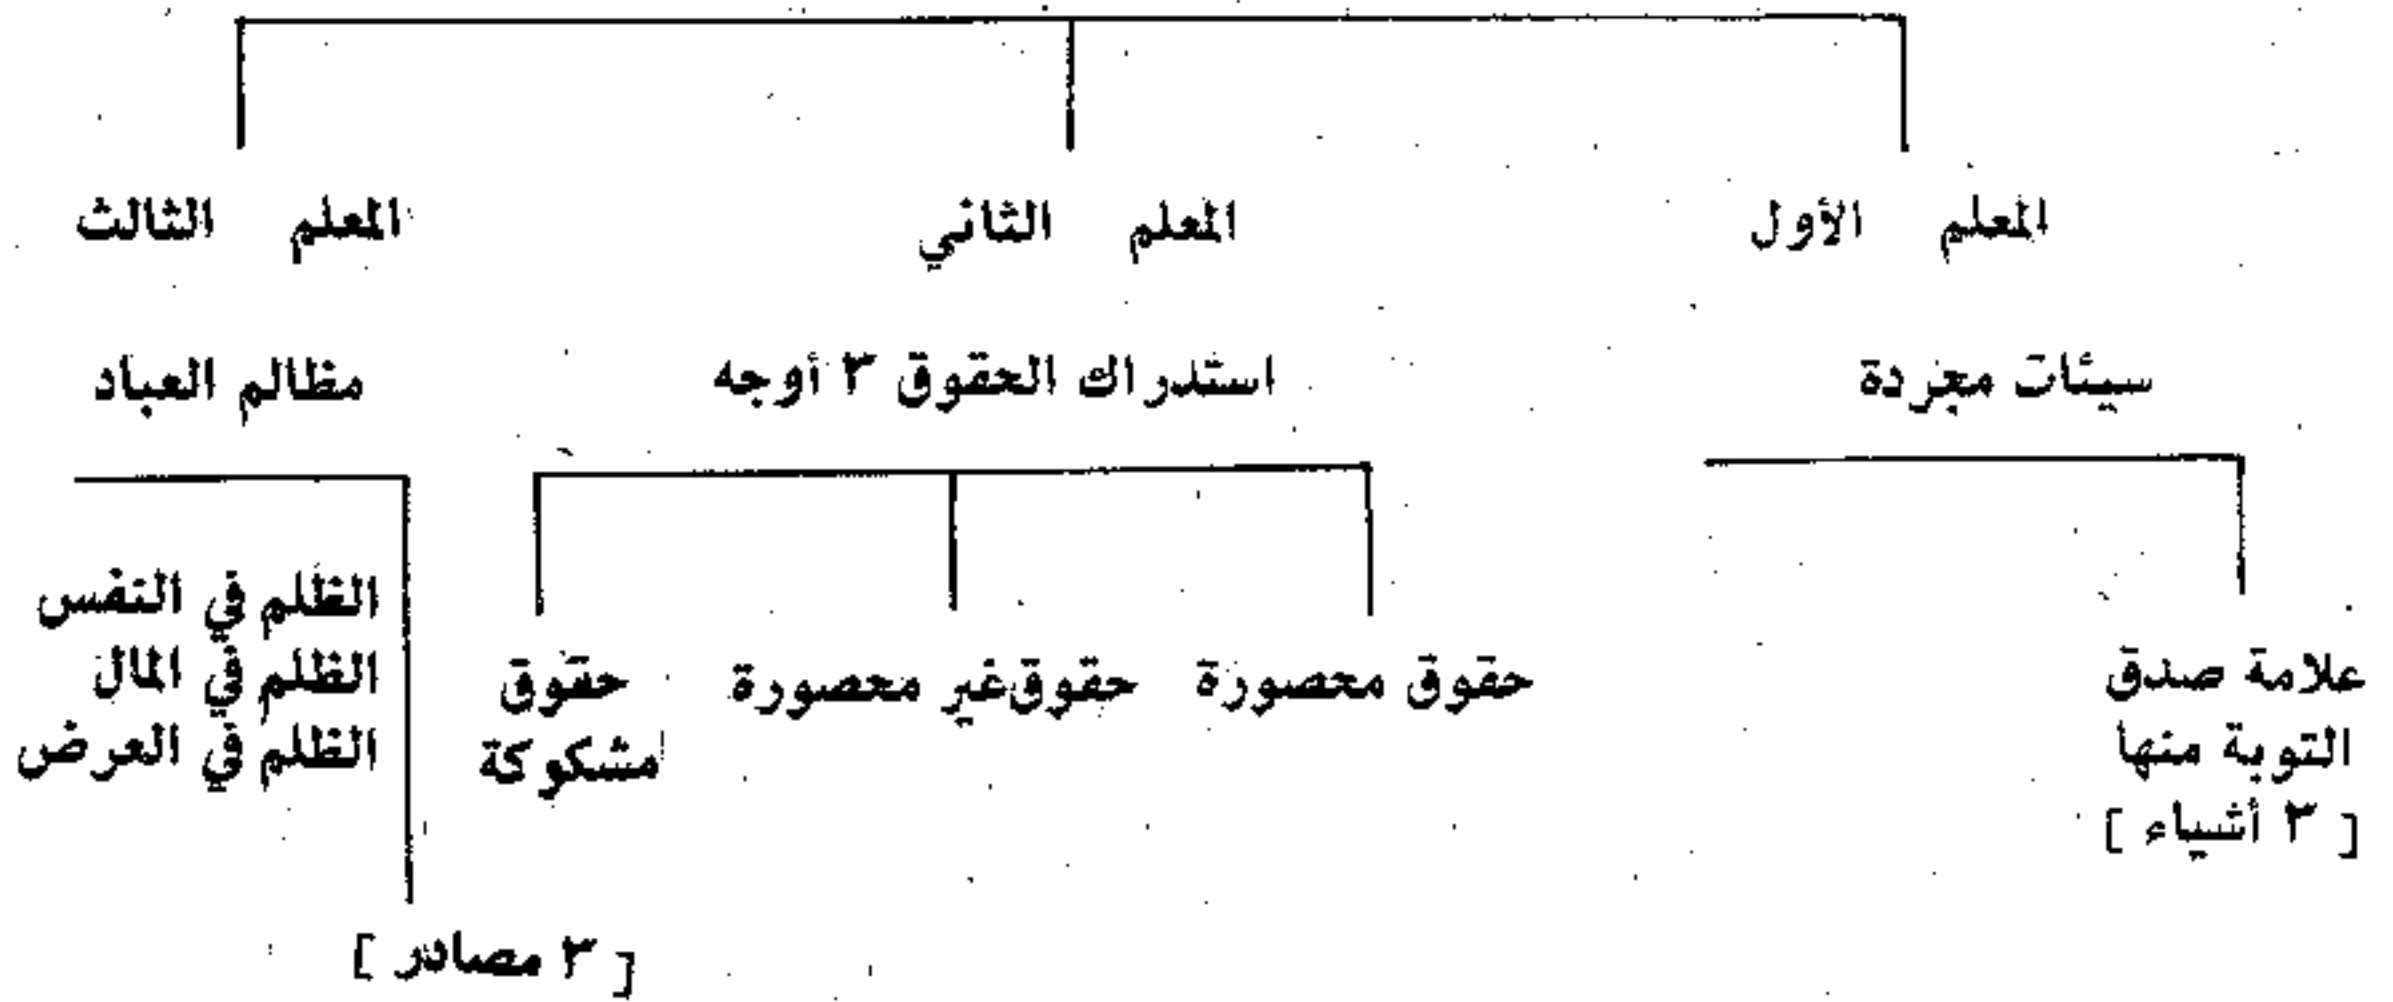 المعلم الأول
المعلم الثاني
المعلم الثالث
سيئات مجردة
استدراك الحقوق ٣ أوجه
مظالم العباد
علامة صدق
التوبة منها
[ ٣ أشياء ]
حقوق محصورة
حقوق غير محصورة
حقوق
مشكوكة
الظلم في النفس
الظلم في المال
الظلم في العرض
[ ٣ مصادر ]